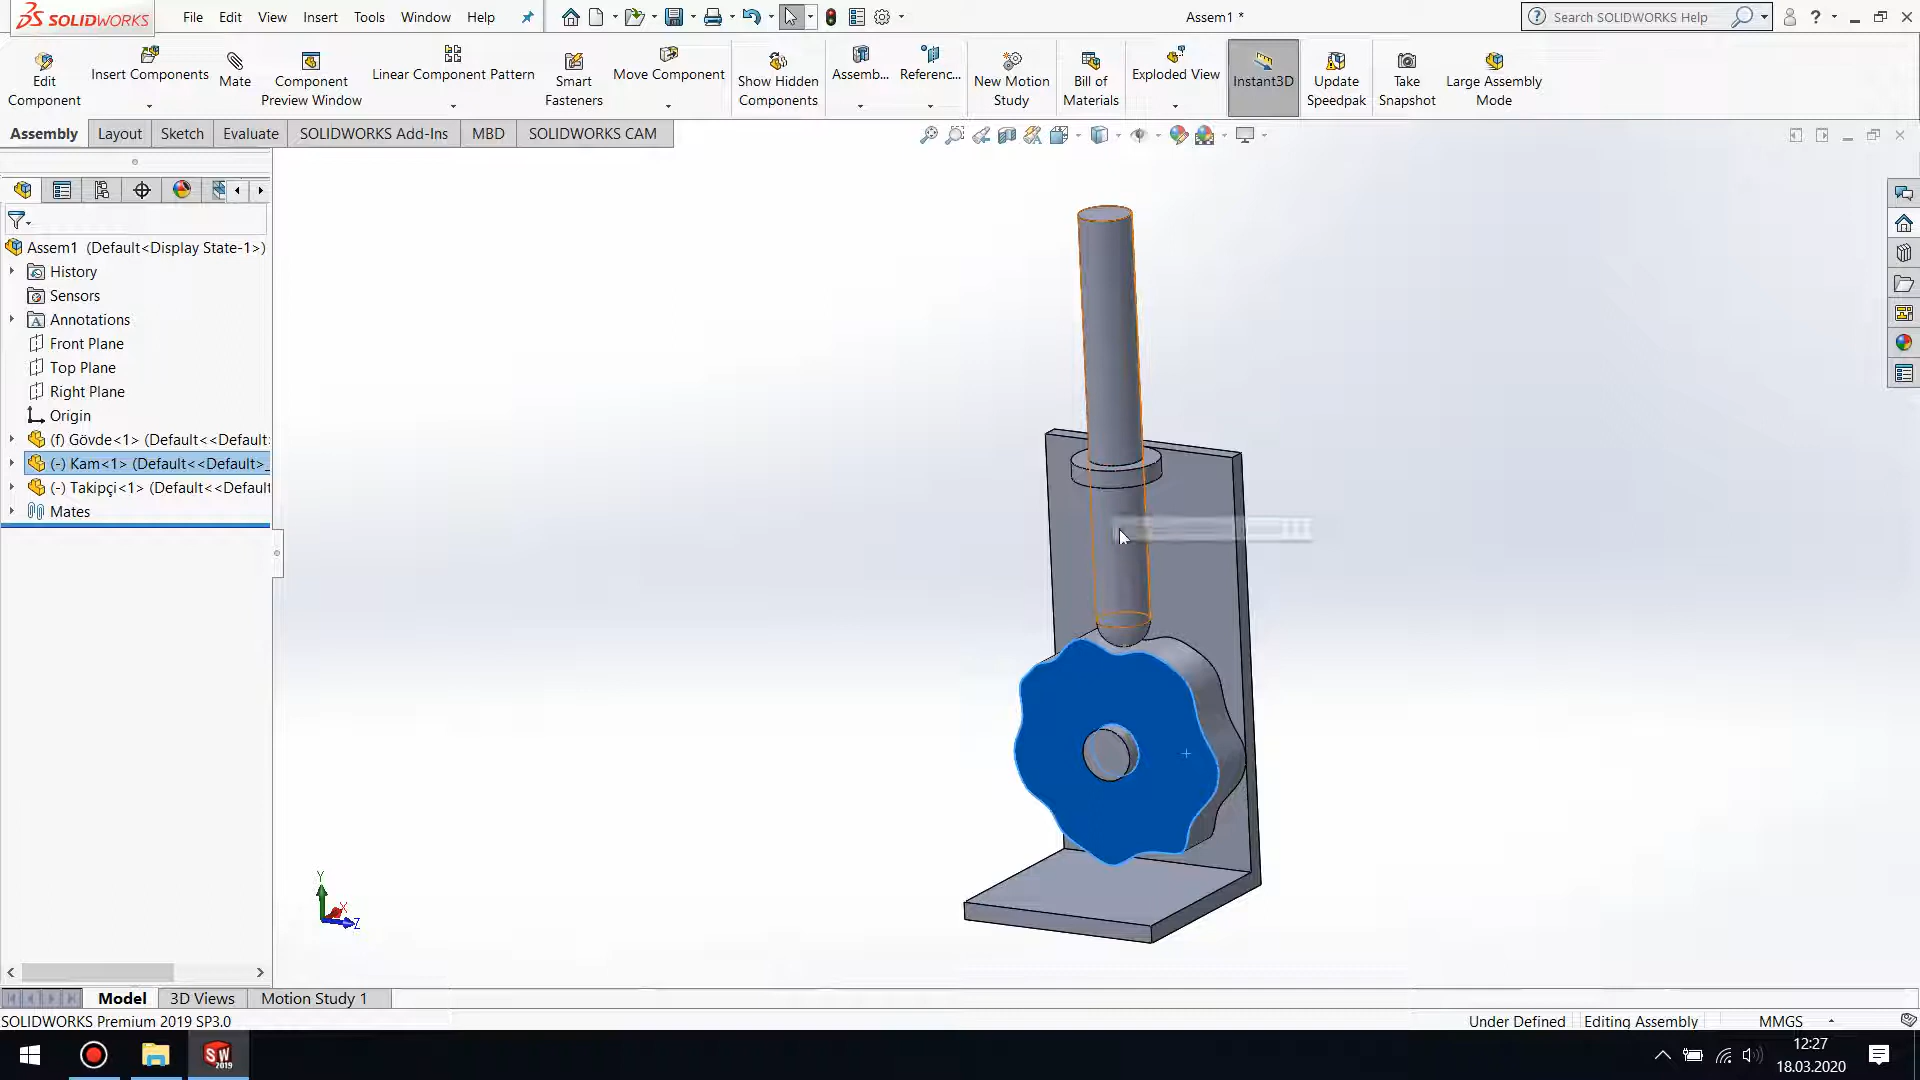 SOLIDWORKS
File Edit View Insert Tools Window Help
Assem1 *
Search SOLIDWORKS Help
Edit Component
Insert Components
Mate
Component Preview Window
Linear Component Pattern
Smart Fasteners
Move Component
Show Hidden Components
Assemb...
Referenc...
New Motion Study
Bill of Materials
Exploded View
Instant3D
Update Speedpak
Take Snapshot
Large Assembly Mode
Assembly Layout Sketch Evaluate SOLIDWORKS Add-Ins MBD SOLIDWORKS CAM
Assem1 (Default<Display State-1>)
History
Sensors
Annotations
Front Plane
Top Plane
Right Plane
Origin
(f) Gövde<1> (Default<<Default>
(-) Kam<1> (Default<<Default>_
(-) Takipçi<1> (Default<<Default
Mates
Y
X
Z
Model 3D Views Motion Study 1
SOLIDWORKS Premium 2019 SP3.0
Under Defined Editing Assembly MMGS
SW 2019
12:27
18.03.2020